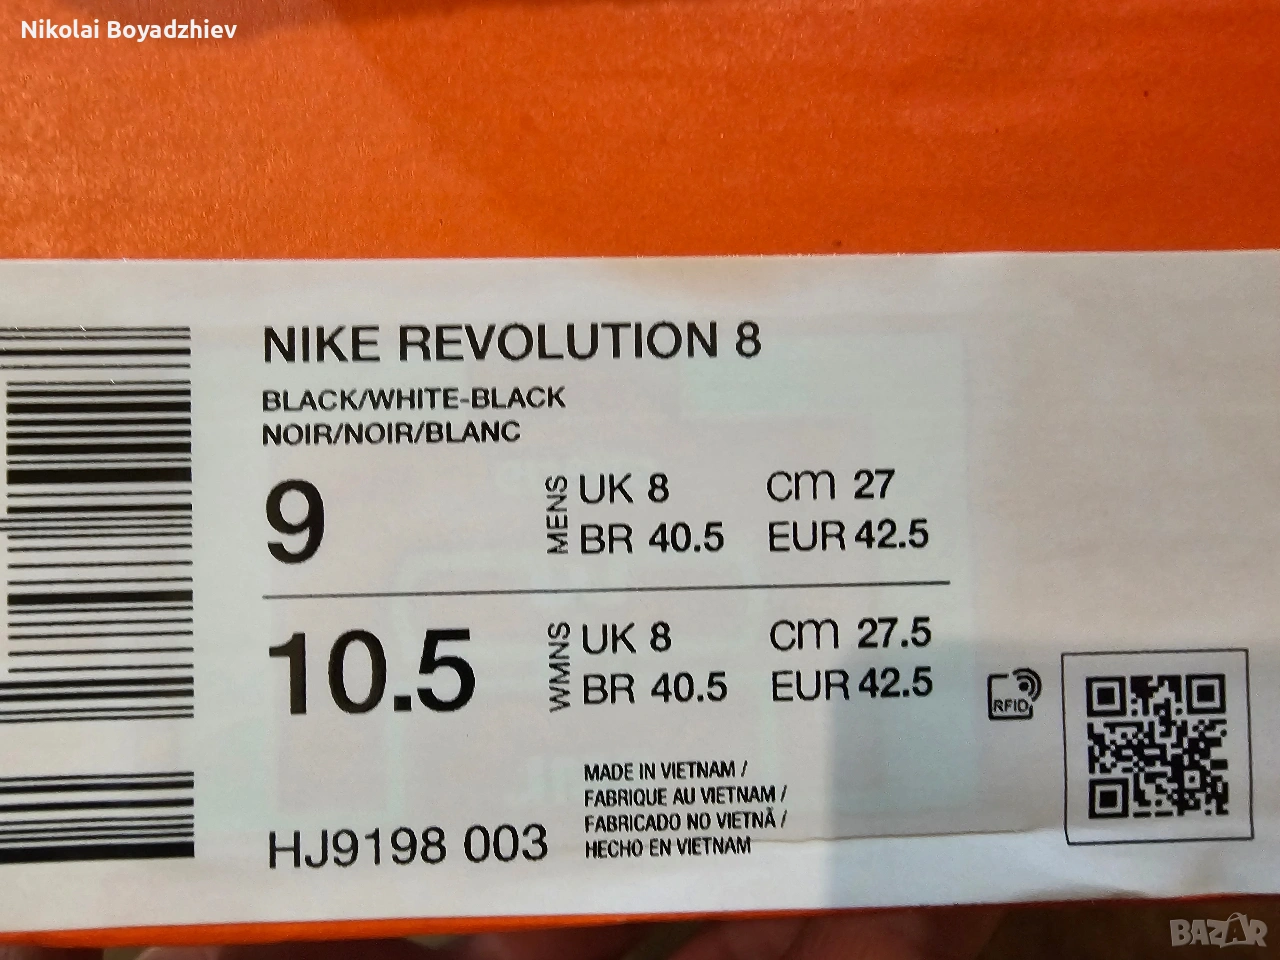 Nikolai Boyadzhiev
NIKE REVOLUTION 8
BLACK/WHITE-BLACK
NOIR/NOIR/BLANC
9
MENS
UK 8 cm 27
BR 40.5 EUR 42.5
10.5
WMNS
UK 8 cm 27.5
BR 40.5 EUR 42.5
RFID
MADE IN VIETNAM /
FABRIQUE AU VIETNAM /
FABRICADO NO VIETNÃ /
HECHO EN VIETNAM
HJ9198 003
BAZAR